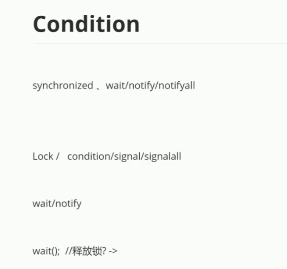 Condition
synchronized 、wait/notify/notifyall
Lock / condition/signal/signalall
wait/notify
wait(); //释放锁? ->